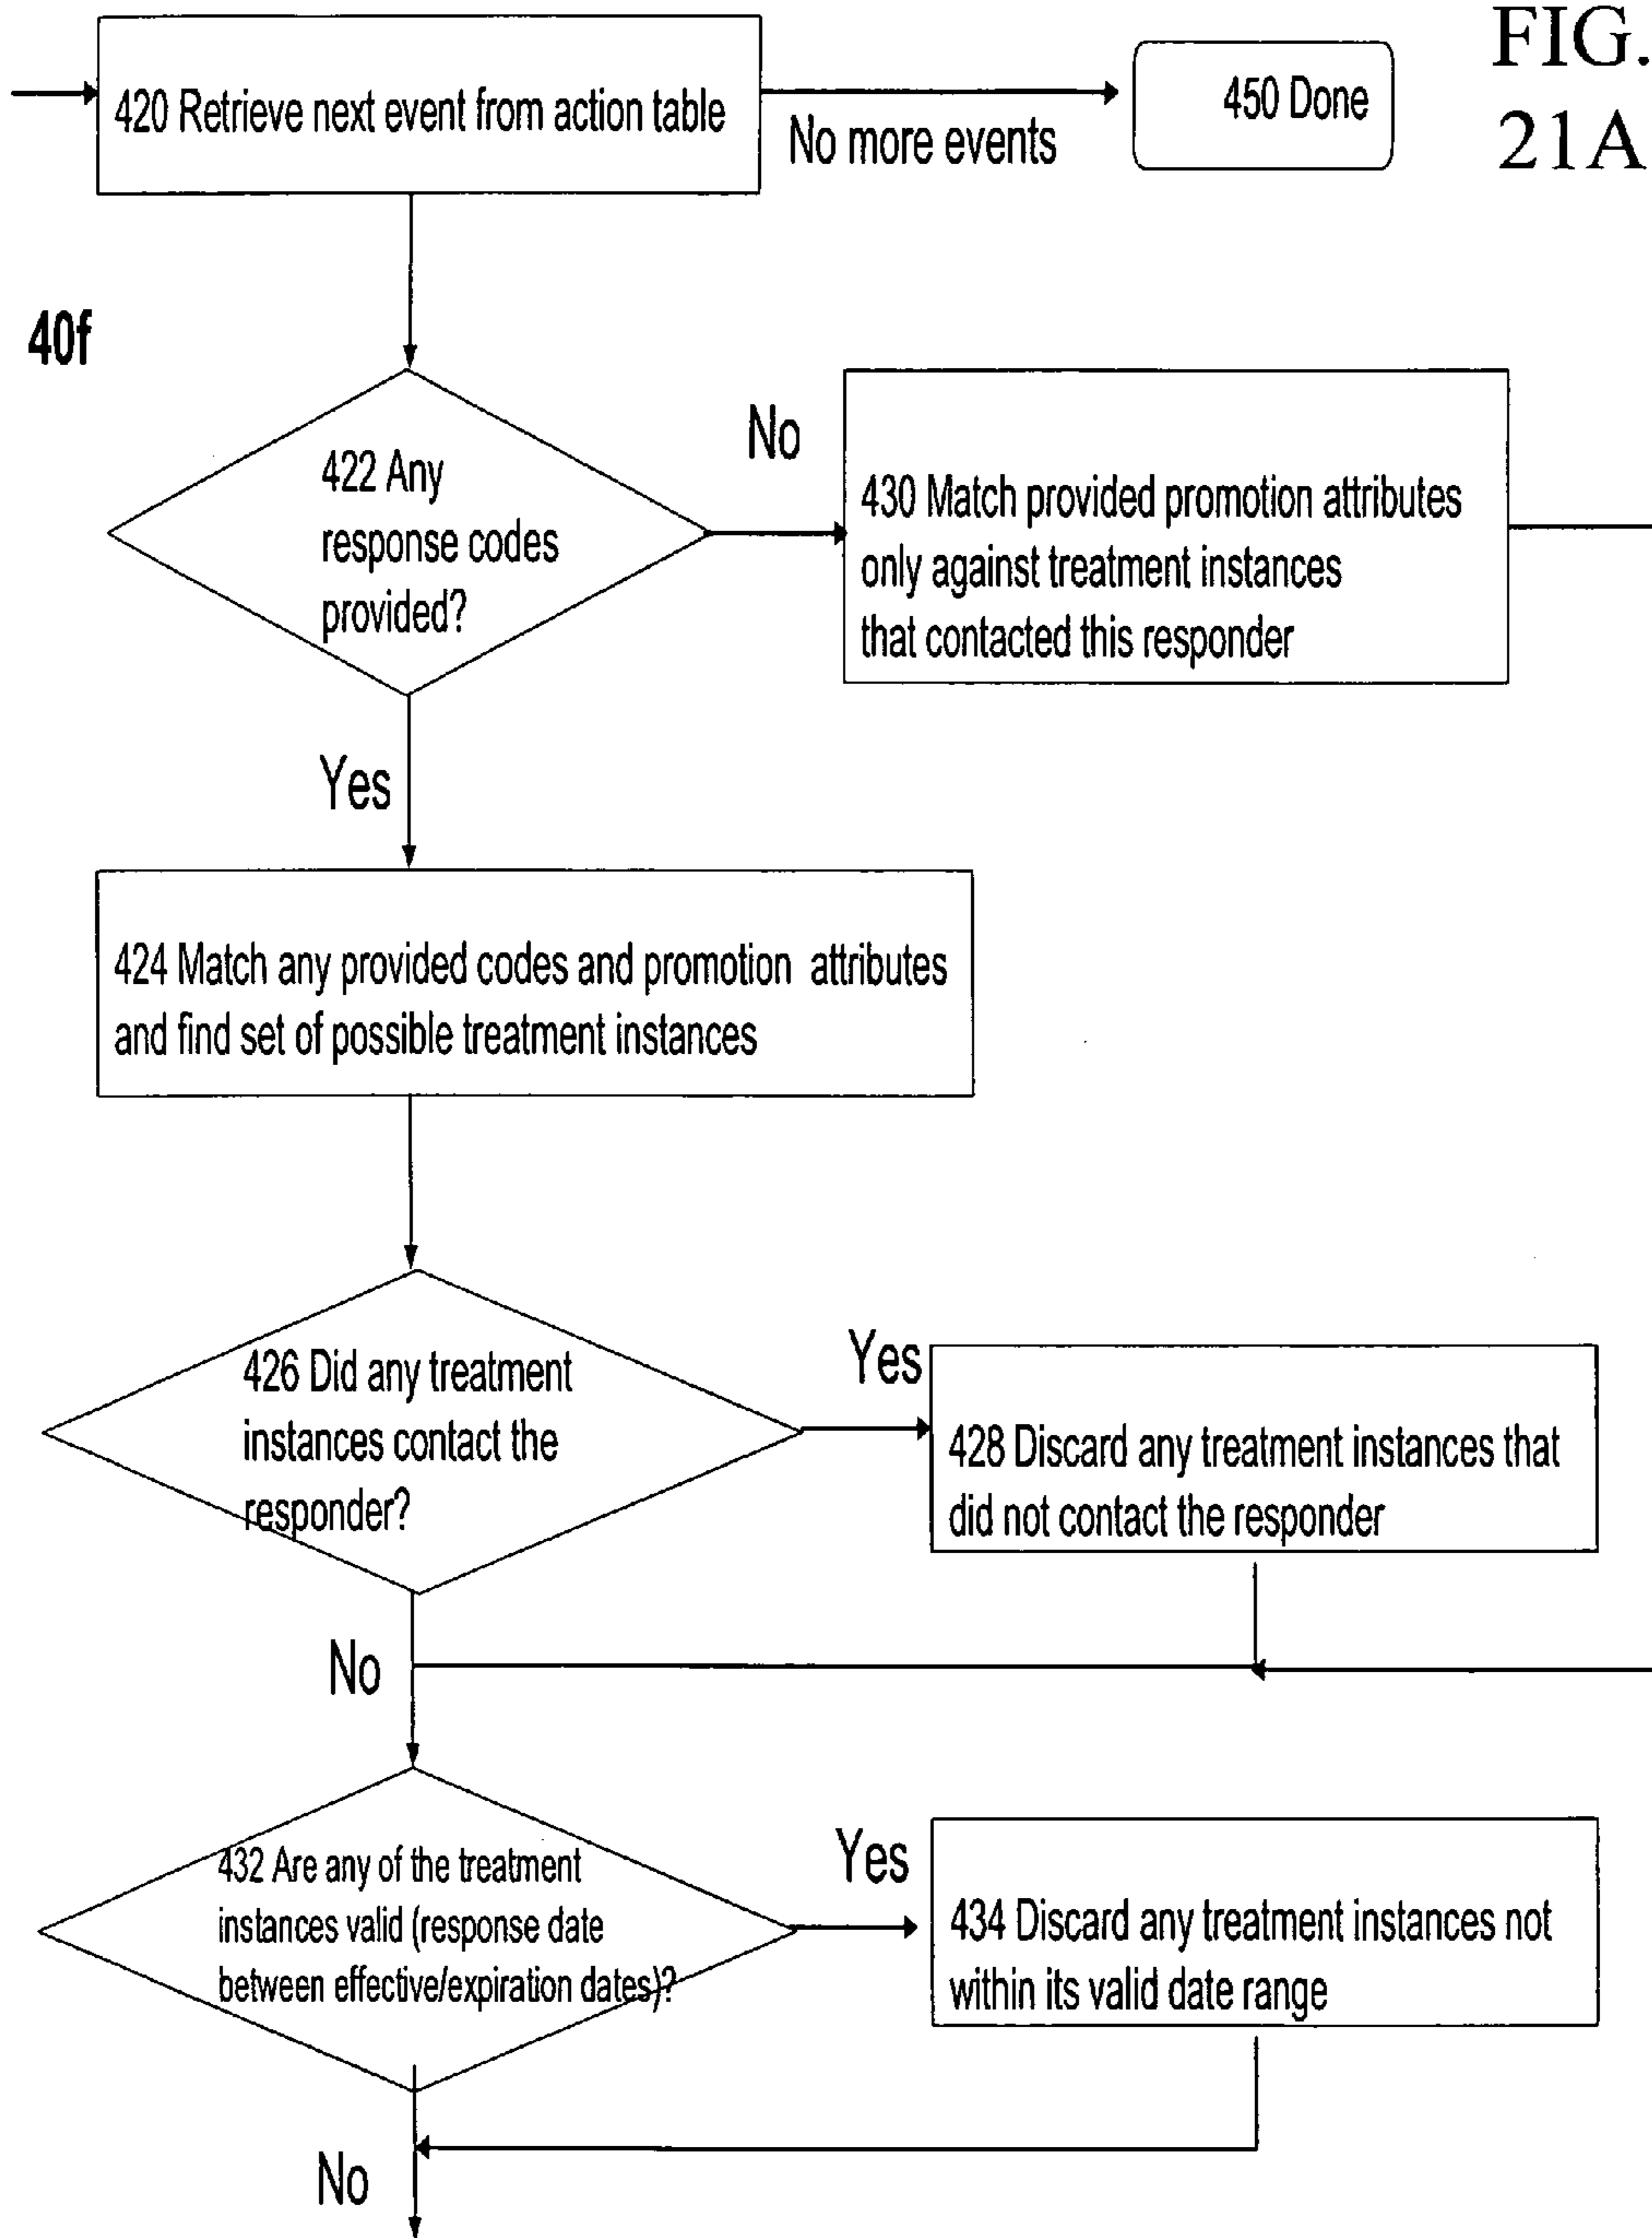 FIG.
21A
420 Retrieve next event from action table
No more events
450 Done
40f
422 Any
response codes
provided?
No
430 Match provided promotion attributes
only against treatment instances
that contacted this responder
Yes
424 Match any provided codes and promotion attributes
and find set of possible treatment instances
426 Did any treatment
instances contact the
responder?
Yes
428 Discard any treatment instances that
did not contact the responder
No
432 Are any of the treatment
instances valid (response date
between effective/expiration dates)?
Yes
434 Discard any treatment instances not
within its valid date range
No